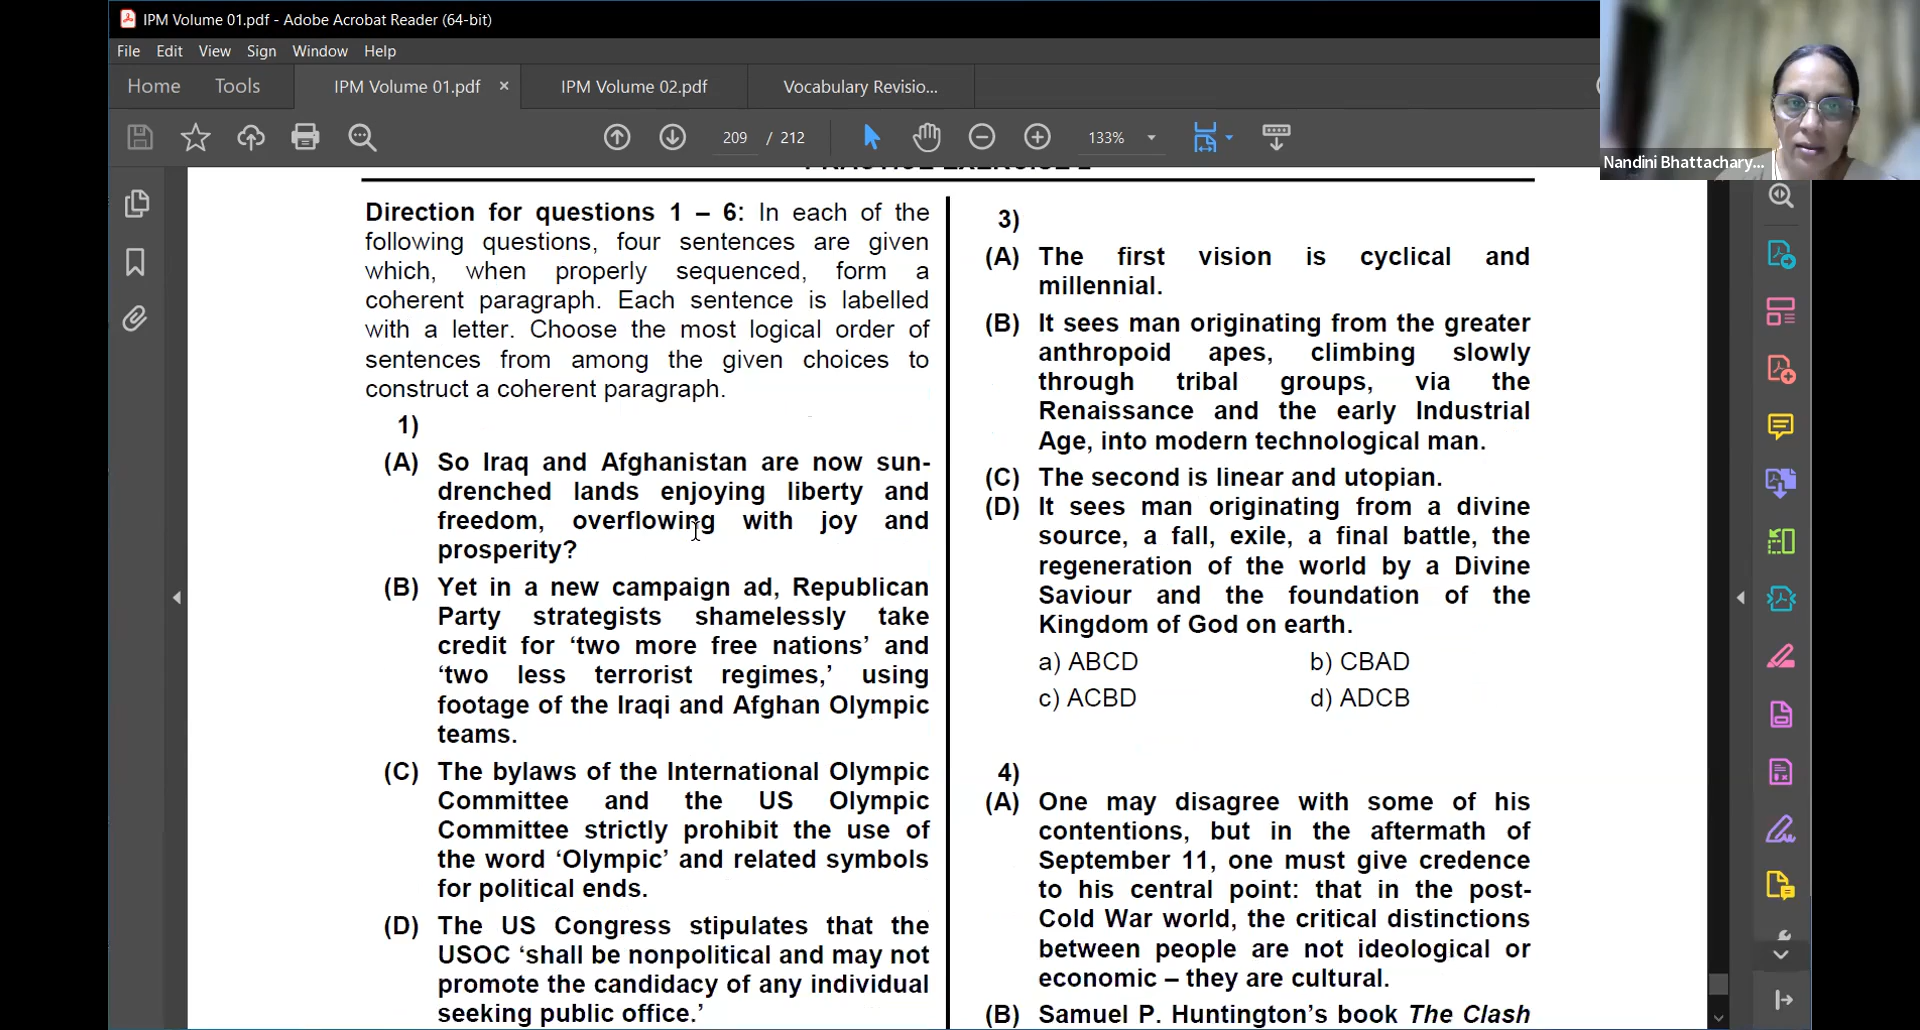 IPM Volume 01.pdf - Adobe Acrobat Reader (64-bit)
File Edit View Sign Window Help
Home Tools IPM Volume 01.pdf × IPM Volume 02.pdf Vocabulary Revisio...
209 / 212 133%
Nandini Bhattachary...
Direction for questions 1 – 6: In each of the
following questions, four sentences are given
which, when properly sequenced, form a
coherent paragraph. Each sentence is labelled
with a letter. Choose the most logical order of
sentences from among the given choices to
construct a coherent paragraph.
1)
(A) So Iraq and Afghanistan are now sun-
drenched lands enjoying liberty and
freedom, overflowing with joy and
prosperity?
(B) Yet in a new campaign ad, Republican
Party strategists shamelessly take
credit for ‘two more free nations’ and
‘two less terrorist regimes,’ using
footage of the Iraqi and Afghan Olympic
teams.
(C) The bylaws of the International Olympic
Committee and the US Olympic
Committee strictly prohibit the use of
the word ‘Olympic’ and related symbols
for political ends.
(D) The US Congress stipulates that the
USOC ‘shall be nonpolitical and may not
promote the candidacy of any individual
seeking public office.’
3)
(A) The first vision is cyclical and
millennial.
(B) It sees man originating from the greater
anthropoid apes, climbing slowly
through tribal groups, via the
Renaissance and the early Industrial
Age, into modern technological man.
(C) The second is linear and utopian.
(D) It sees man originating from a divine
source, a fall, exile, a final battle, the
regeneration of the world by a Divine
Saviour and the foundation of the
Kingdom of God on earth.
a) ABCD b) CBAD
c) ACBD d) ADCB
4)
(A) One may disagree with some of his
contentions, but in the aftermath of
September 11, one must give credence
to his central point: that in the post-
Cold War world, the critical distinctions
between people are not ideological or
economic – they are cultural.
(B) Samuel P. Huntington’s book The Clash